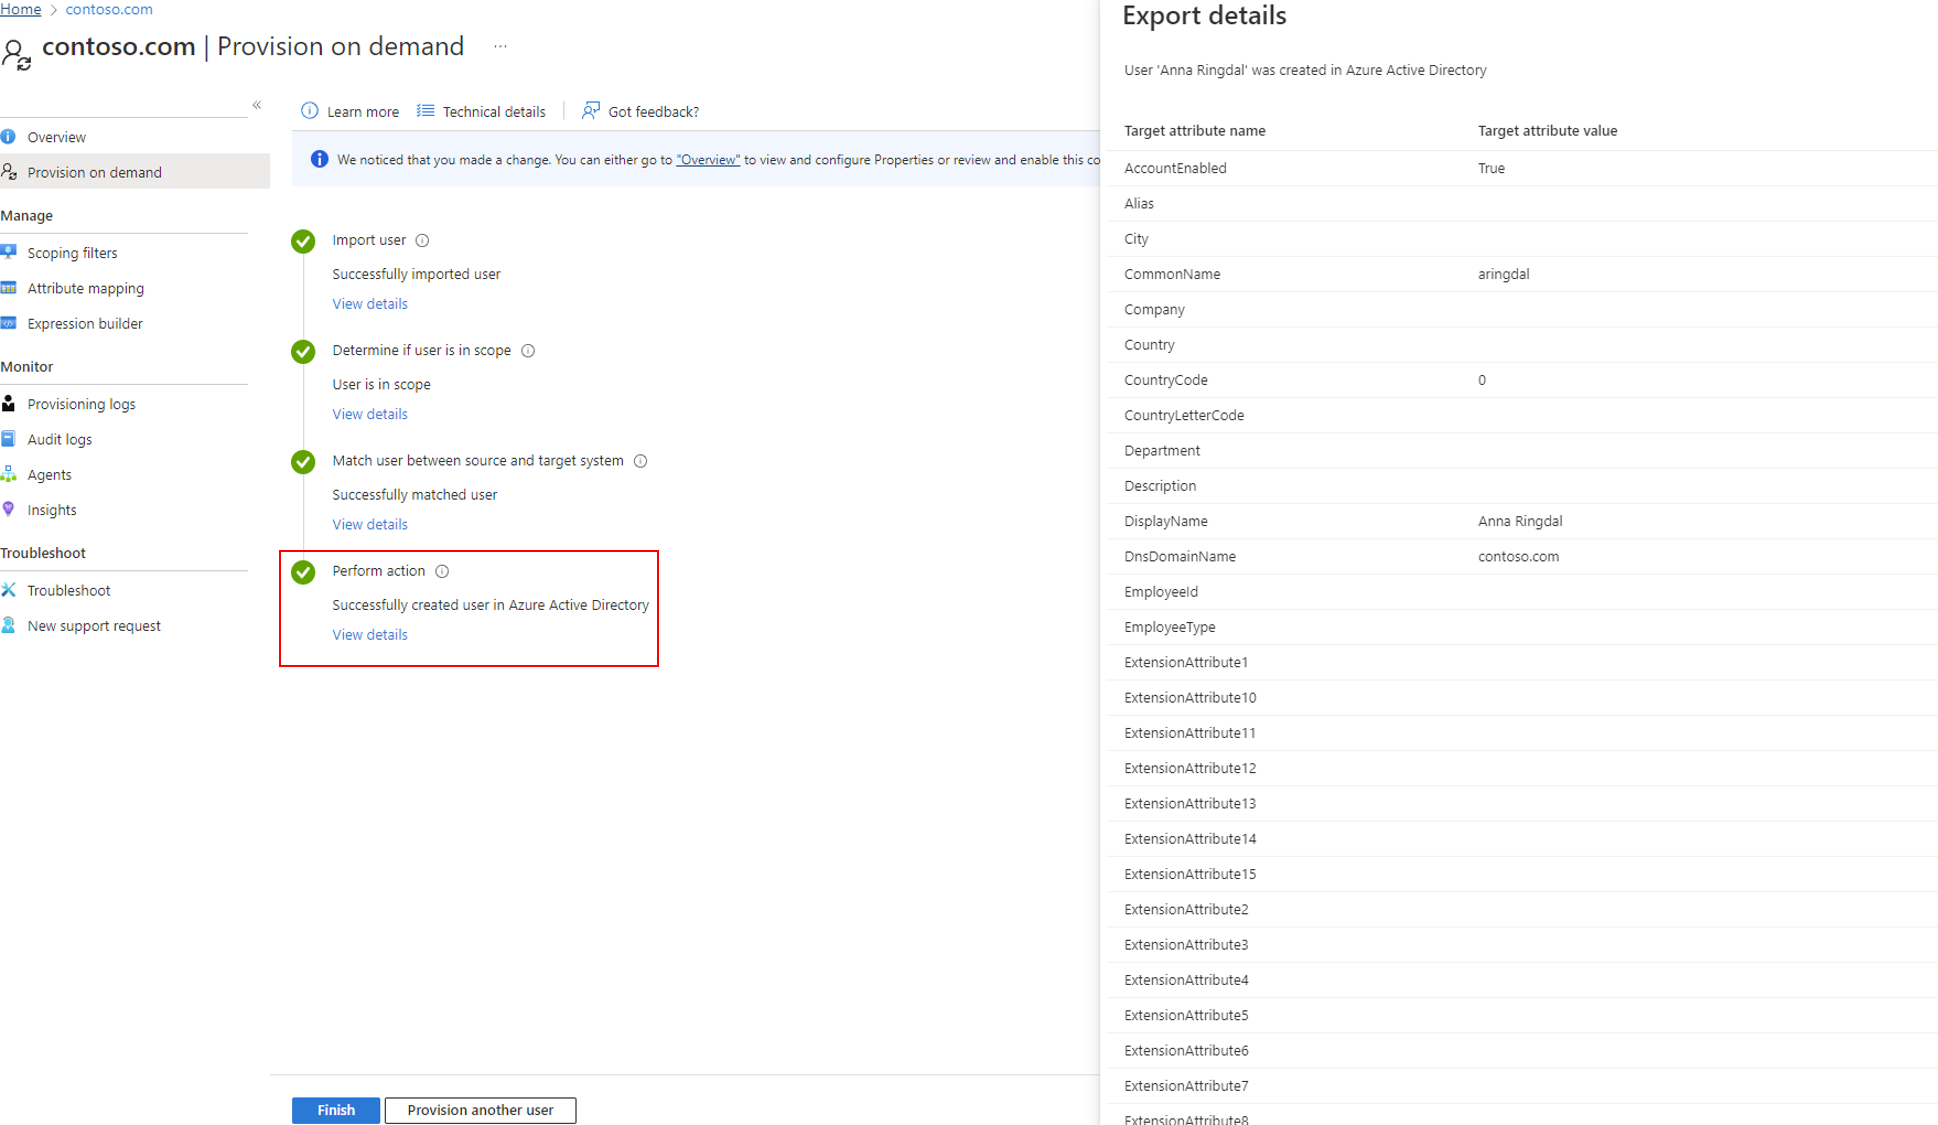 Home > contoso.com
contoso.com | Provision on demand ...
«
Overview
Provision on demand
Manage
Scoping filters
Attribute mapping
Expression builder
Monitor
Provisioning logs
Audit logs
Agents
Insights
Troubleshoot
Troubleshoot
New support request
Learn more
Technical details
Got feedback?
We noticed that you made a change. You can either go to "Overview" to view and configure Properties or review and enable this co
Import user
Successfully imported user
View details
Determine if user is in scope
User is in scope
View details
Match user between source and target system
Successfully matched user
View details
Perform action
Successfully created user in Azure Active Directory
View details
Finish
Provision another user
Export details
User 'Anna Ringdal' was created in Azure Active Directory
Target attribute name Target attribute value
AccountEnabled True
Alias
City
CommonName aringdal
Company
Country
CountryCode 0
CountryLetterCode
Department
Description
DisplayName Anna Ringdal
DnsDomainName contoso.com
EmployeeId
EmployeeType
ExtensionAttribute1
ExtensionAttribute10
ExtensionAttribute11
ExtensionAttribute12
ExtensionAttribute13
ExtensionAttribute14
ExtensionAttribute15
ExtensionAttribute2
ExtensionAttribute3
ExtensionAttribute4
ExtensionAttribute5
ExtensionAttribute6
ExtensionAttribute7
ExtensionAttribute8